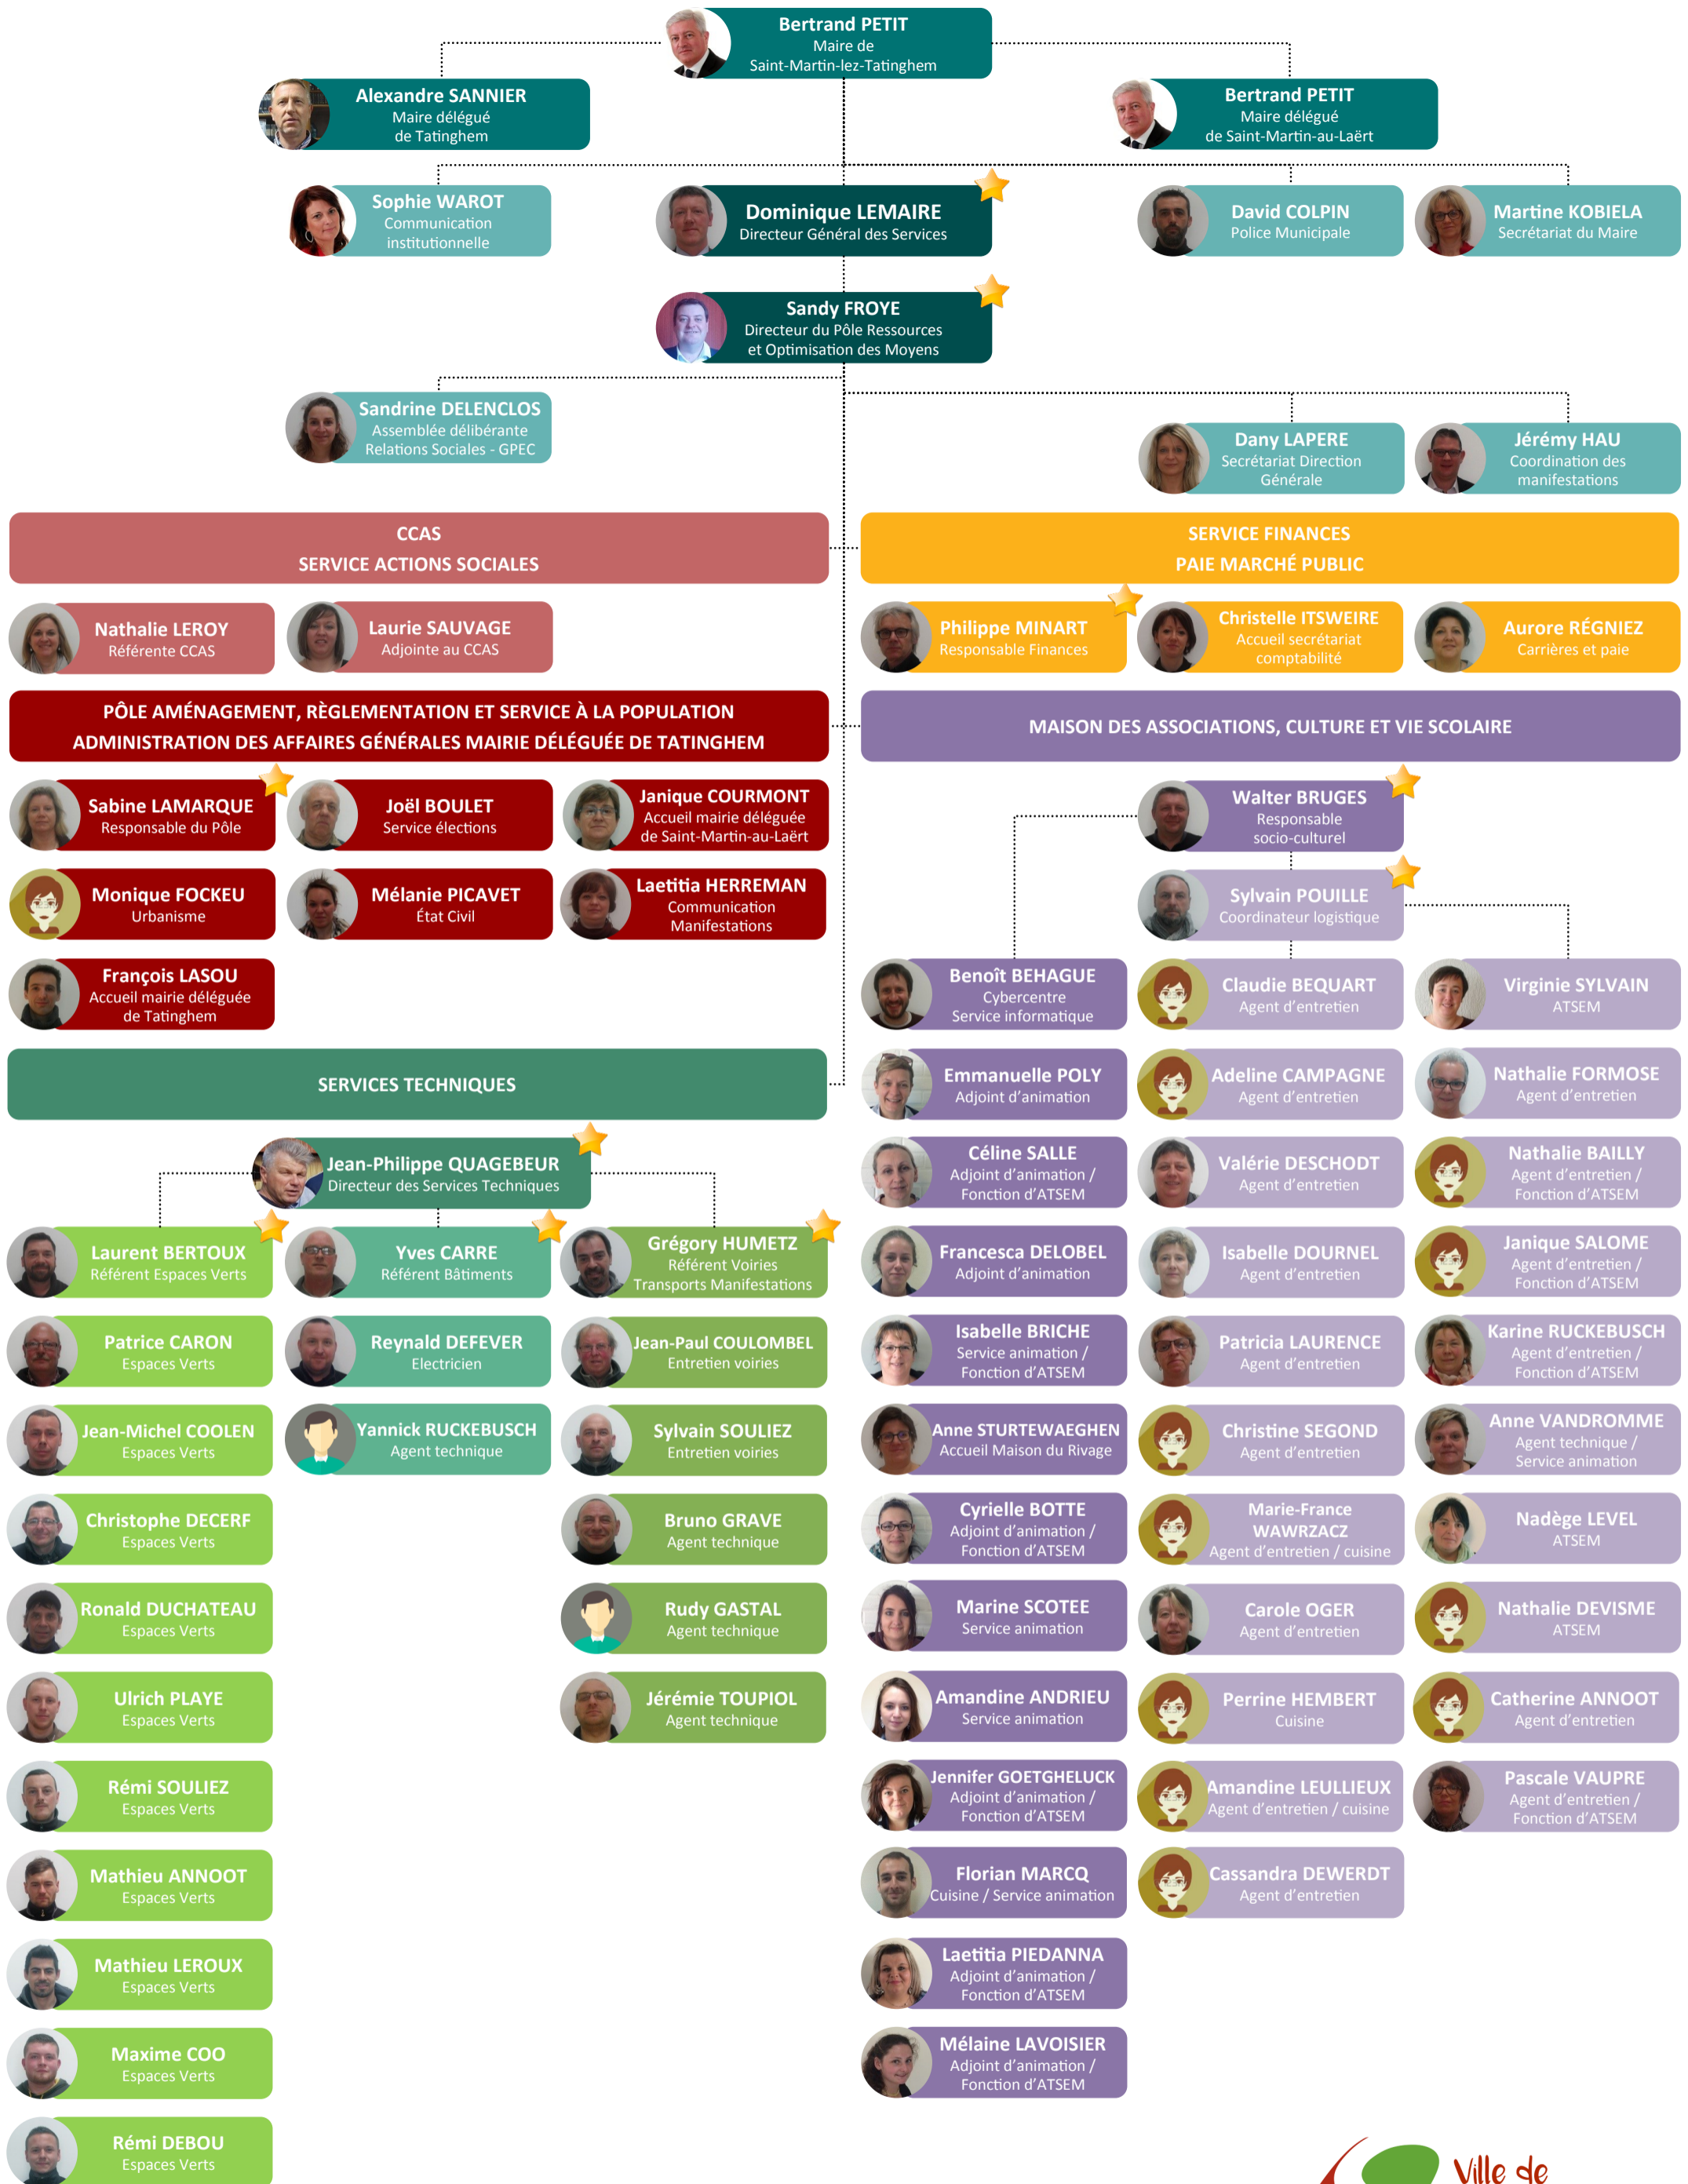 Bertrand PETIT
Maire de
Saint-Martin-lez-Tatinghem
Alexandre SANNIER
Maire délégué
de Tatinghem
Bertrand PETIT
Maire délégué
de Saint-Martin-au-Laërt
Sophie WAROT
Communication
institutionnelle
Dominique LEMAIRE
Directeur Général des Services
David COLPIN
Police Municipale
Martine KOBIELA
Secrétariat du Maire
Sandy FROYE
Directeur du Pôle Ressources
et Optimisation des Moyens
Sandrine DELENCLOS
Assemblée délibérante
Relations Sociales - GPEC
Dany LAPERE
Secrétariat Direction
Générale
Jérémy HAU
Coordination des
manifestations
CCAS
SERVICE ACTIONS SOCIALES
Nathalie LEROY
Référente CCAS
Laurie SAUVAGE
Adjointe au CCAS
SERVICE FINANCES
PAIE MARCHÉ PUBLIC
Philippe MINART
Responsable Finances
Christelle ITSWEIRE
Accueil secrétariat
comptabilité
Aurore RÉGNIEZ
Carrières et paie
PÔLE AMÉNAGEMENT, RÈGLEMENTATION ET SERVICE À LA POPULATION
ADMINISTRATION DES AFFAIRES GÉNÉRALES MAIRIE DÉLÉGUÉE DE TATINGHEM
Sabine LAMARQUE
Responsable du Pôle
Joël BOULET
Service élections
Janique COURMONT
Accueil mairie déléguée
de Saint-Martin-au-Laërt
Monique FOCKEU
Urbanisme
Mélanie PICAVET
État Civil
Laetitia HERREMAN
Communication
Manifestations
François LASOU
Accueil mairie déléguée
de Tatinghem
SERVICES TECHNIQUES
Jean-Philippe QUAGEBEUR
Directeur des Services Techniques
Laurent BERTOUX
Référent Espaces Verts
Patrice CARON
Espaces Verts
Jean-Michel COOLEN
Espaces Verts
Christophe DECERF
Espaces Verts
Ronald DUCHATEAU
Espaces Verts
Ulrich PLAYE
Espaces Verts
Rémi SOULIEZ
Espaces Verts
Mathieu ANNOOT
Espaces Verts
Mathieu LEROUX
Espaces Verts
Maxime COO
Espaces Verts
Rémi DEBOU
Espaces Verts
Yves CARRE
Référent Bâtiments
Reynald DEFEVER
Electricien
Yannick RUCKEBUSCH
Agent technique
Grégory HUMETZ
Référent Voiries
Transports Manifestations
Jean-Paul COULOMBEL
Entretien voiries
Sylvain SOULIEZ
Entretien voiries
Bruno GRAVE
Agent technique
Rudy GASTAL
Agent technique
Jérémie TOUPIOL
Agent technique
MAISON DES ASSOCIATIONS, CULTURE ET VIE SCOLAIRE
Walter BRUGES
Responsable
socio-culturel
Sylvain POUILLE
Coordinateur logistique
Benoît BEHAGUE
Cybercentre
Service informatique
Emmanuelle POLY
Adjoint d'animation
Céline SALLE
Adjoint d'animation /
Fonction d'ATSEM
Francesca DELOBEL
Adjoint d'animation
Isabelle BRICHE
Service animation /
Fonction d'ATSEM
Anne STURTEWAEGHEN
Accueil Maison du Rivage
Cyrielle BOTTE
Adjoint d'animation /
Fonction d'ATSEM
Marine SCOTEE
Service animation
Amandine ANDRIEU
Service animation
Jennifer GOETGHELUCK
Adjoint d'animation /
Fonction d'ATSEM
Florian MARCQ
Cuisine / Service animation
Laetitia PIEDANNA
Adjoint d'animation /
Fonction d'ATSEM
Mélaine LAVOISIER
Adjoint d'animation /
Fonction d'ATSEM
Claudie BEQUART
Agent d'entretien
Adeline CAMPAGNE
Agent d'entretien
Valérie DESCHODT
Agent d'entretien
Isabelle DOURNEL
Agent d'entretien
Patricia LAURENCE
Agent d'entretien
Christine SEGOND
Agent d'entretien
Marie-France
WAWRZACZ
Agent d'entretien / cuisine
Carole OGER
Agent d'entretien
Perrine HEMBERT
Cuisine
Amandine LEULLIEUX
Agent d'entretien / cuisine
Cassandra DEWERDT
Agent d'entretien
Virginie SYLVAIN
ATSEM
Nathalie FORMOSE
Agent d'entretien
Nathalie BAILLY
Agent d'entretien /
Fonction d'ATSEM
Janique SALOME
Agent d'entretien /
Fonction d'ATSEM
Karine RUCKEBUSCH
Agent d'entretien /
Fonction d'ATSEM
Anne VANDROMME
Agent technique /
Service animation
Nadège LEVEL
ATSEM
Nathalie DEVISME
ATSEM
Catherine ANNOOT
Agent d'entretien
Pascale VAUPRE
Agent d'entretien /
Fonction d'ATSEM
Ville de